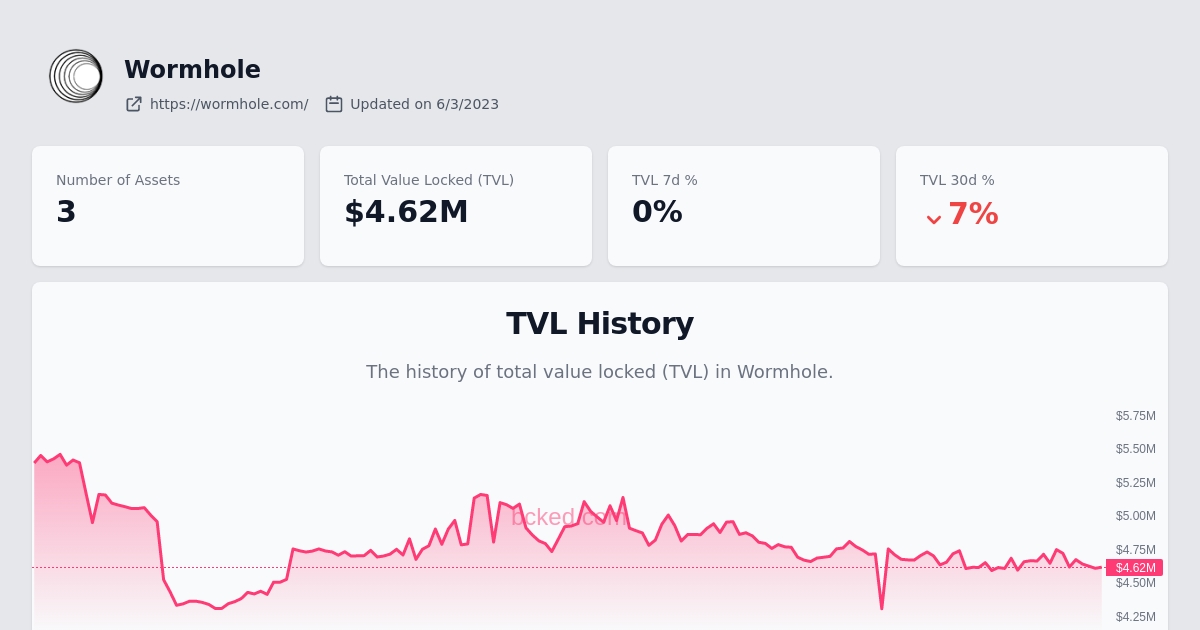 Wormhole
https://wormhole.com/ Updated on 6/3/2023
Number of Assets
3
Total Value Locked (TVL)
$4.62M
TVL 7d %
0%
TVL 30d %
7%
TVL History
The history of total value locked (TVL) in Wormhole.
$5.75M
$5.50M
$5.25M
$5.00M
bcked.com
$4.75M
$4.62M
$4.50M
$4.25M